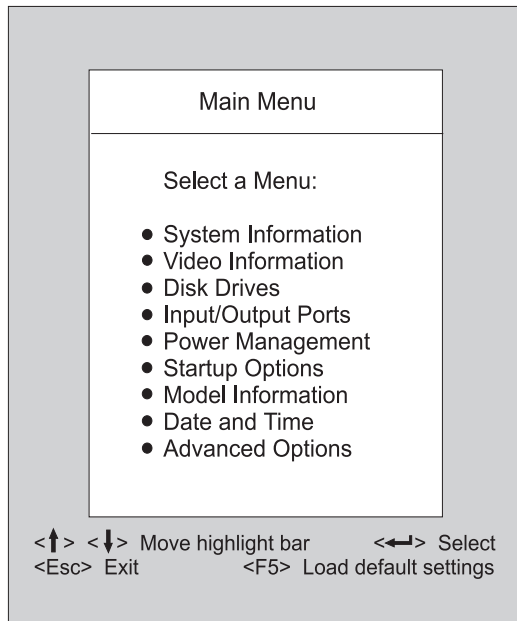 Main Menu
Select a Menu:
● System Information
● Video Information
● Disk Drives
● Input/Output Ports
● Power Management
● Startup Options
● Model Information
● Date and Time
● Advanced Options
<↑> <↓> Move highlight bar <↵> Select
<Esc> Exit <F5> Load default settings